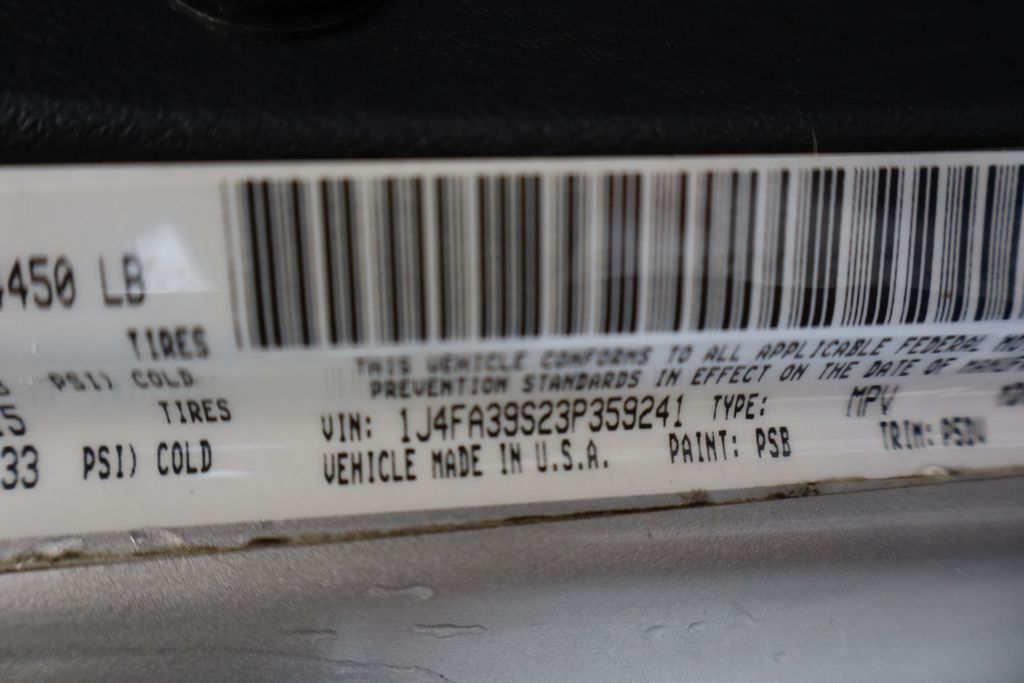 4450 LB
TIRES
PSI) COLD
TIRES
33 PSI) COLD
THIS VEHICLE CONFORMS TO ALL APPLICABLE FEDERAL
PREVENTION STANDARDS IN EFFECT ON THE DATE OF
VIN: 1J4FA39S23P359241 TYPE: MPV
VEHICLE MADE IN U.S.A. PAINT: PSB TRIM: